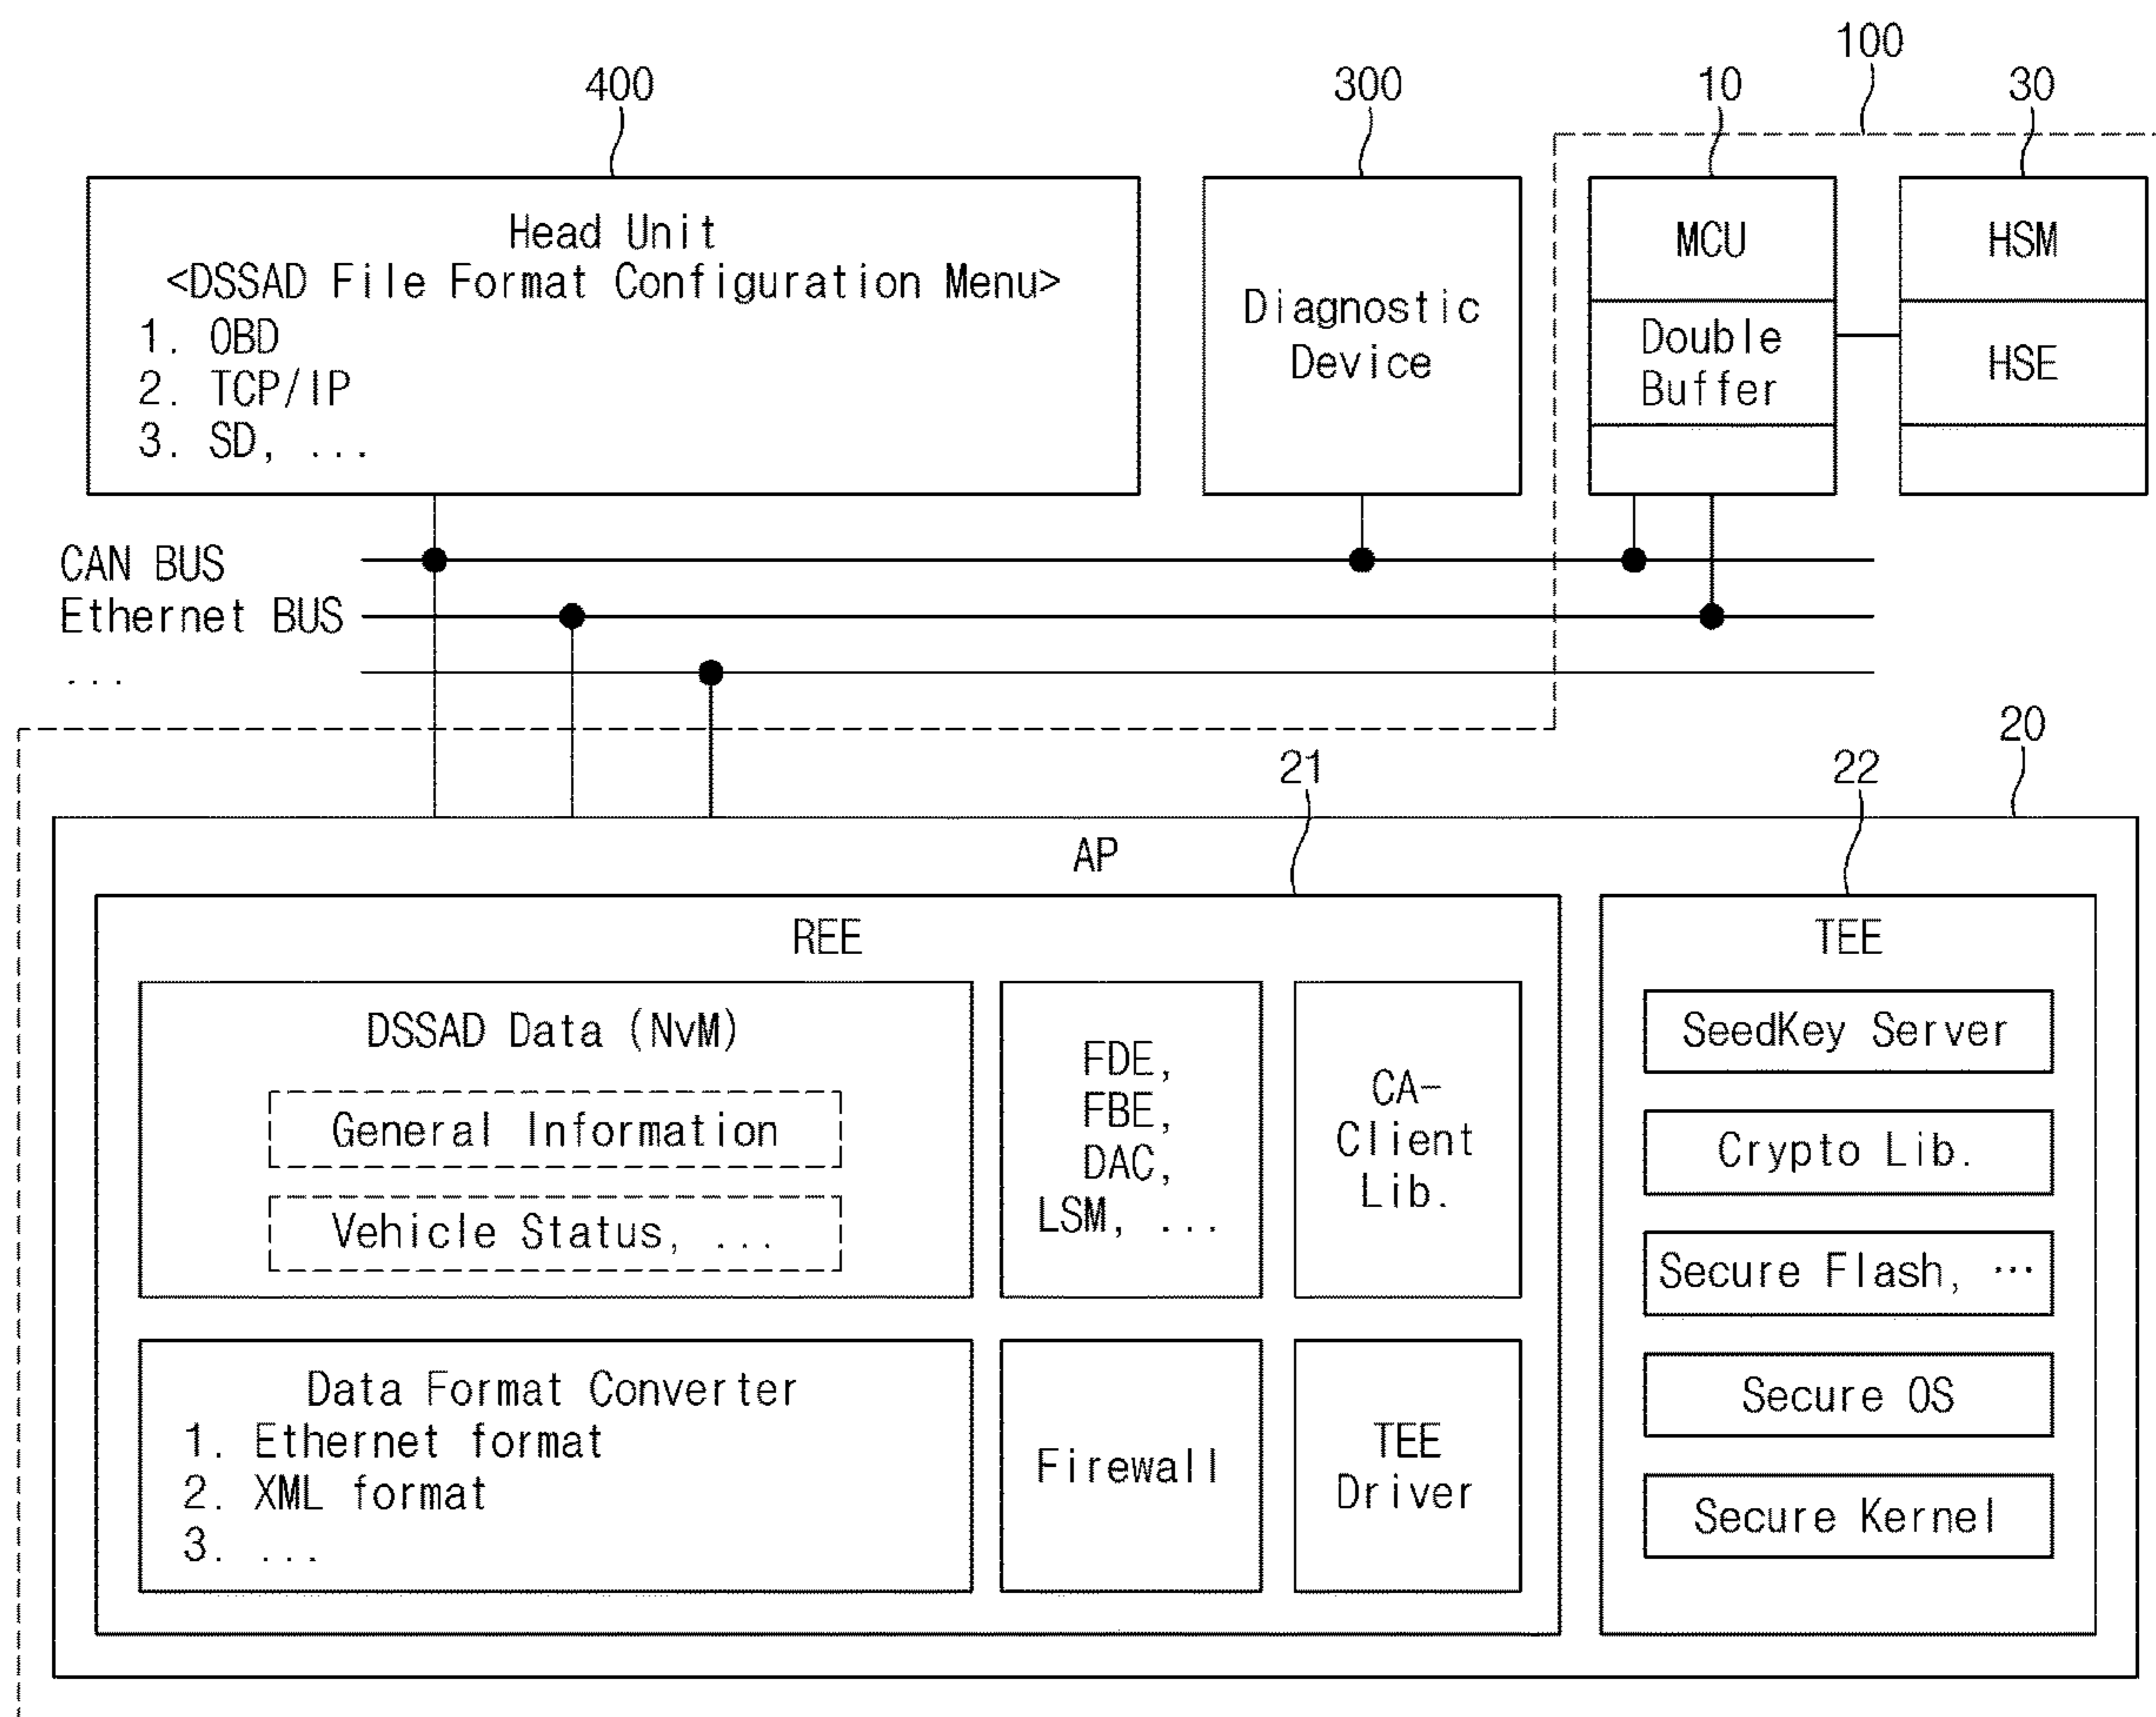 100
400
300
10
30
Head Unit
<DSSAD File Format Configuration Menu>
1. OBD
2. TCP/IP
3. SD, ...
Diagnostic
Device
MCU
Double
Buffer
HSM
HSE
CAN BUS
Ethernet BUS
...
20
21
22
AP
REE
DSSAD Data (NvM)
General Information
Vehicle Status, ...
FDE,
FBE,
DAC,
LSM, ...
CA-
Client
Lib.
Data Format Converter
1. Ethernet format
2. XML format
3. ...
Firewall
TEE
Driver
TEE
SeedKey Server
Crypto Lib.
Secure Flash, ...
Secure OS
Secure Kernel